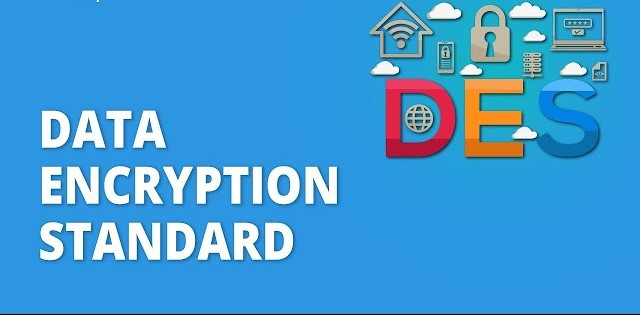 DATA
ENCRYPTION
STANDARD
DES